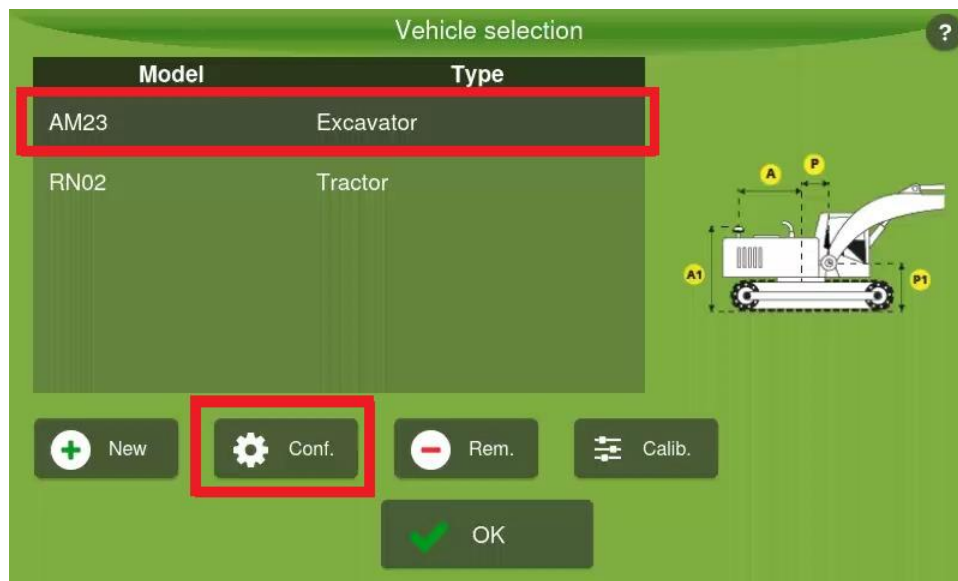 Vehicle selection
?
Model Type
AM23 Excavator
RN02 Tractor
A
P
A1
P1
New
Conf.
Rem.
Calib.
OK